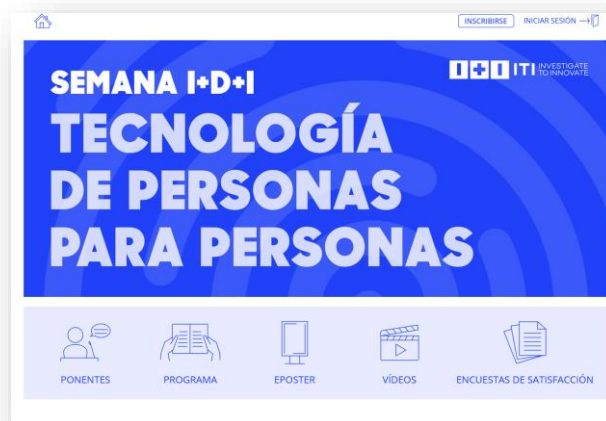 INSCRIBIRSE INICIAR SESIÓN
SEMANA I+D+I
TECNOLOGÍA
DE PERSONAS
PARA PERSONAS
I+I ITI INVESTIGATE
TO INNOVATE
PONENTES PROGRAMA EPOSTER VÍDEOS ENCUESTAS DE SATISFACCIÓN